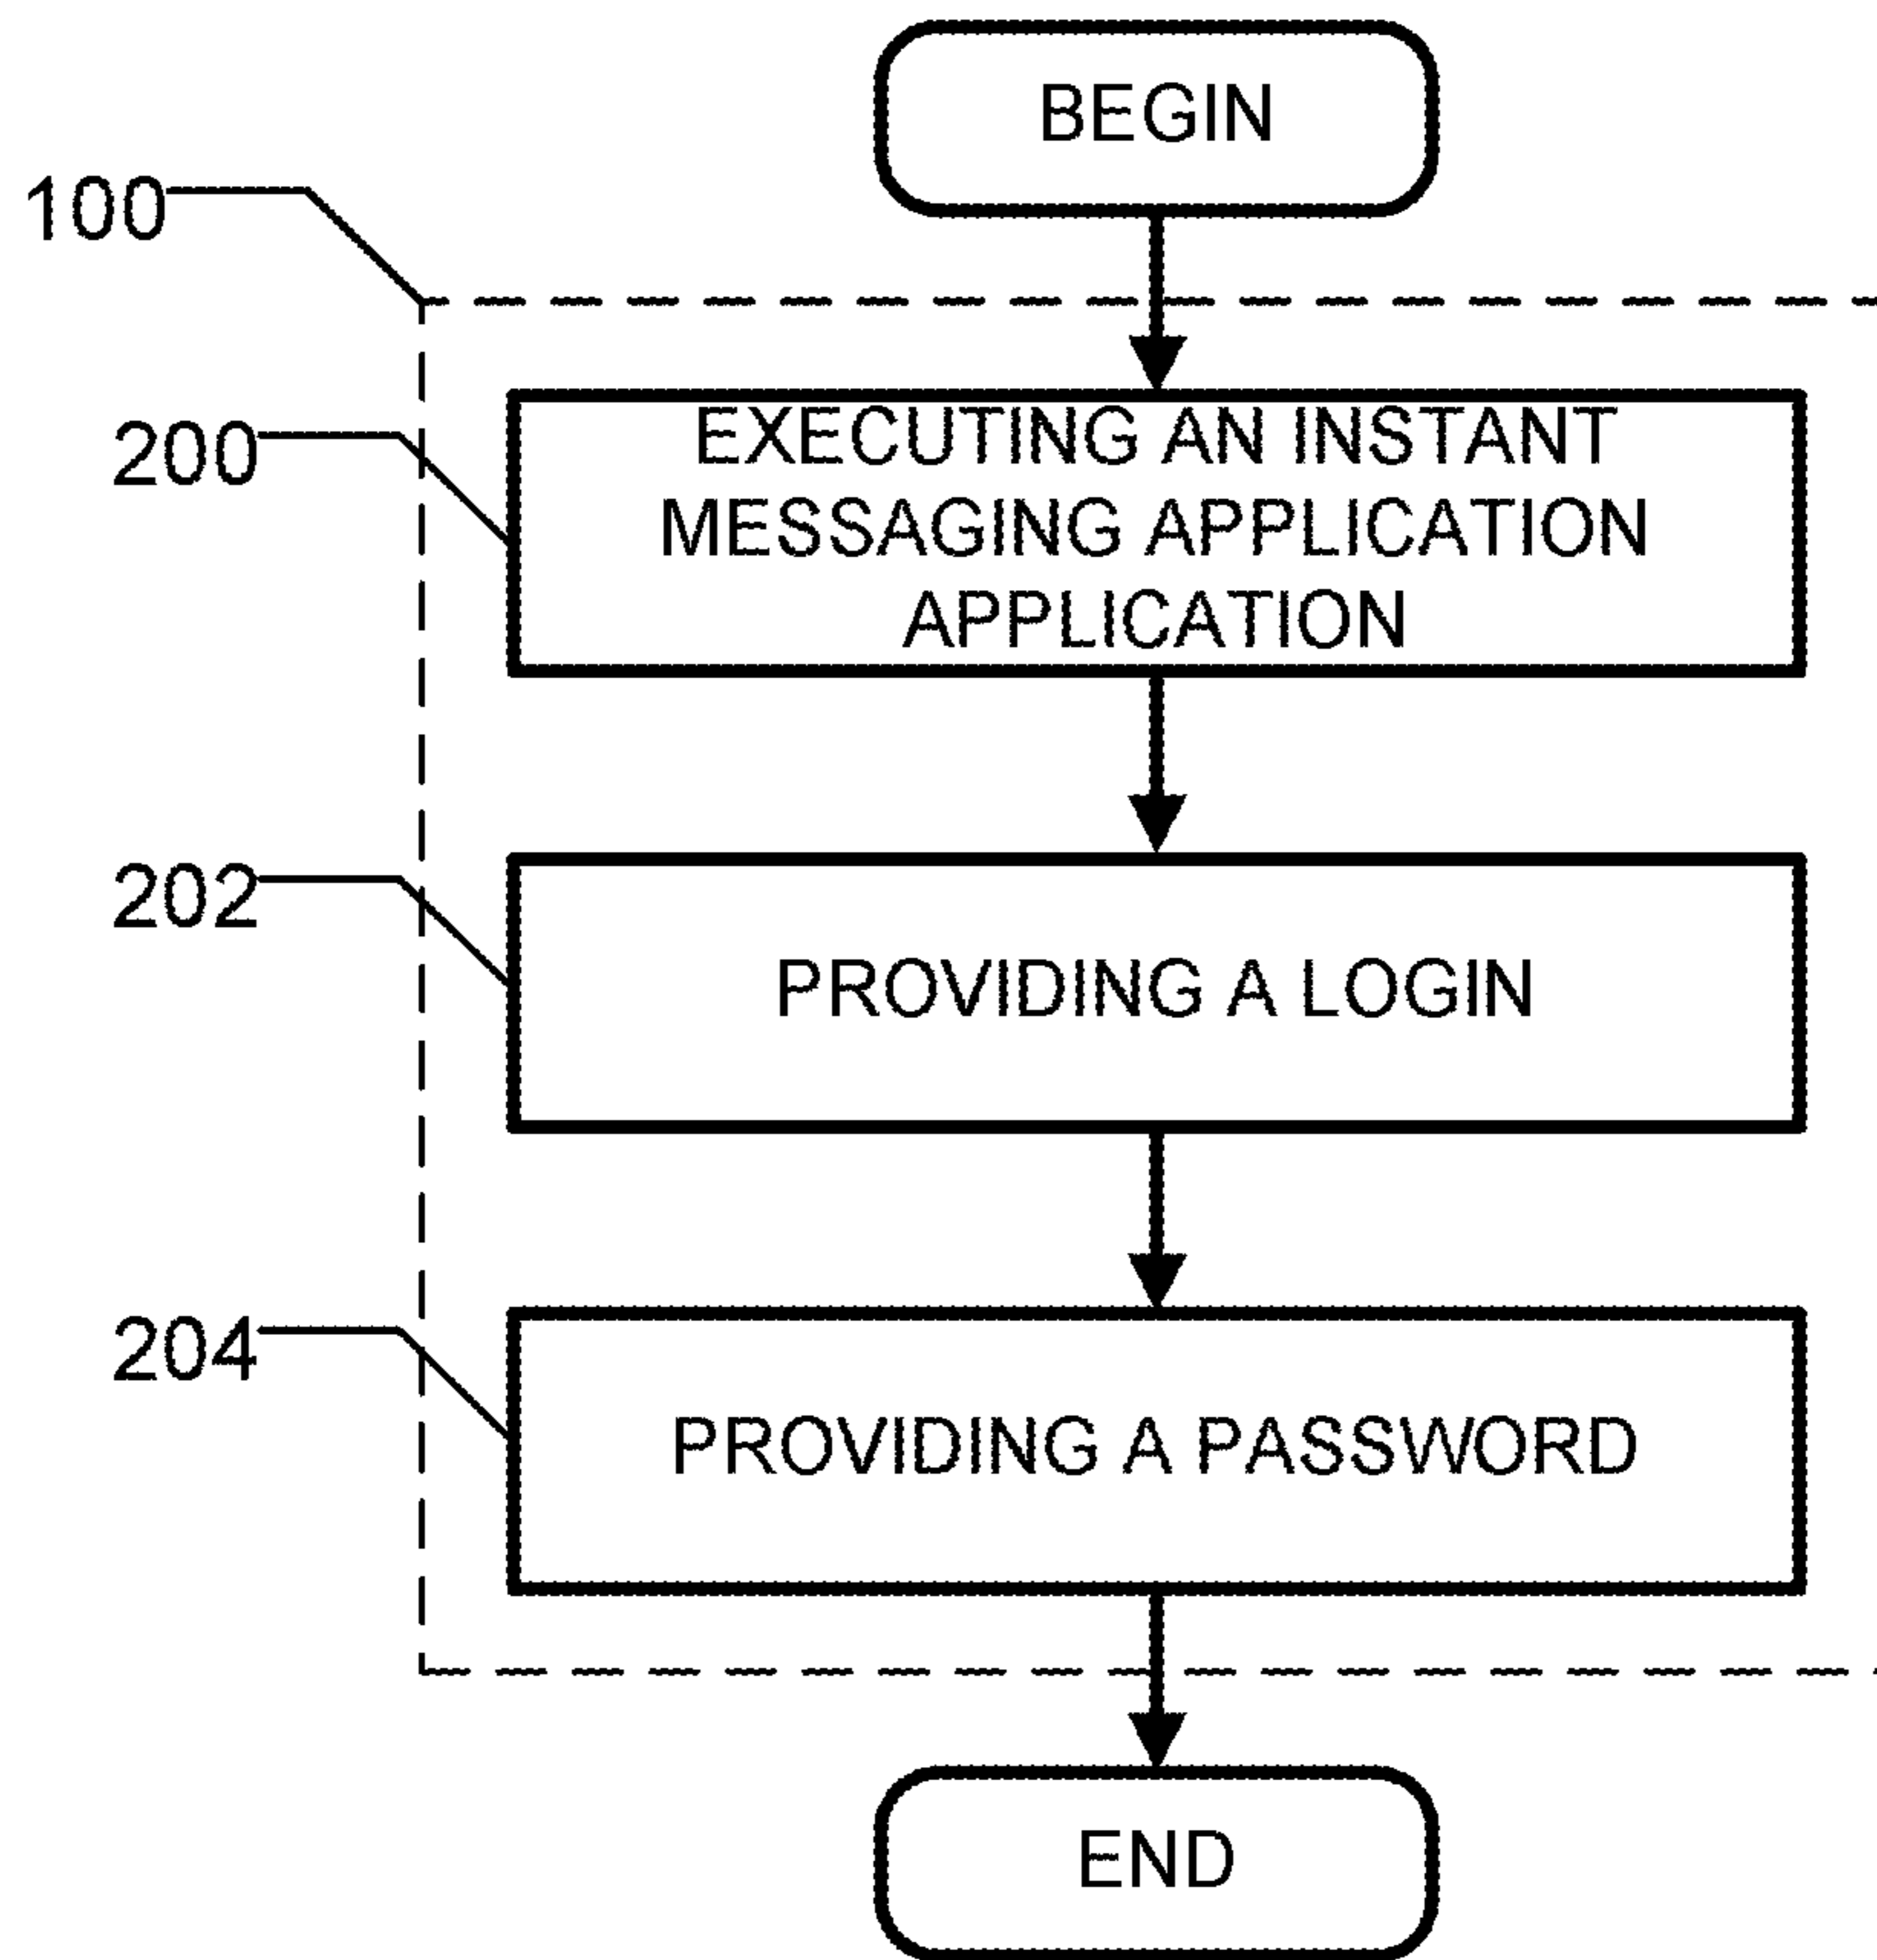 BEGIN
100
200
EXECUTING AN INSTANT
MESSAGING APPLICATION
APPLICATION
202
PROVIDING A LOGIN
204
PROVIDING A PASSWORD
END